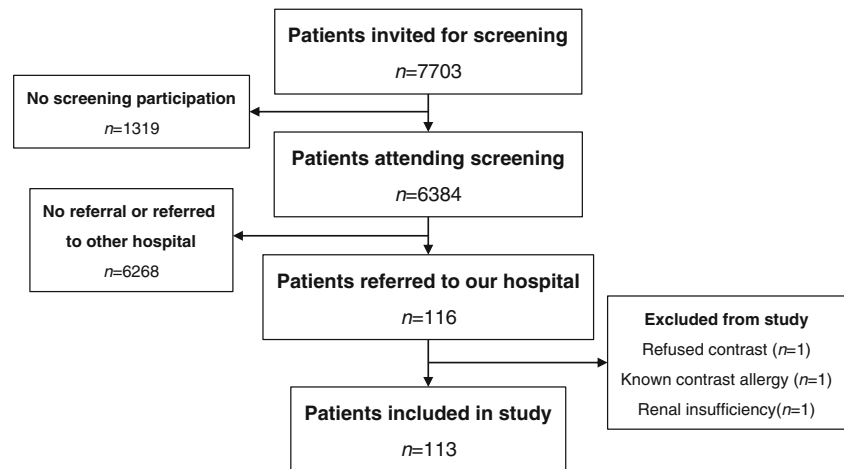 Patients invited for screening
n=7703
No screening participation
n=1319
Patients attending screening
n=6384
No referral or referred
to other hospital
n=6268
Patients referred to our hospital
n=116
Excluded from study
Refused contrast (n=1)
Known contrast allergy (n=1)
Renal insufficiency(n=1)
Patients included in study
n=113